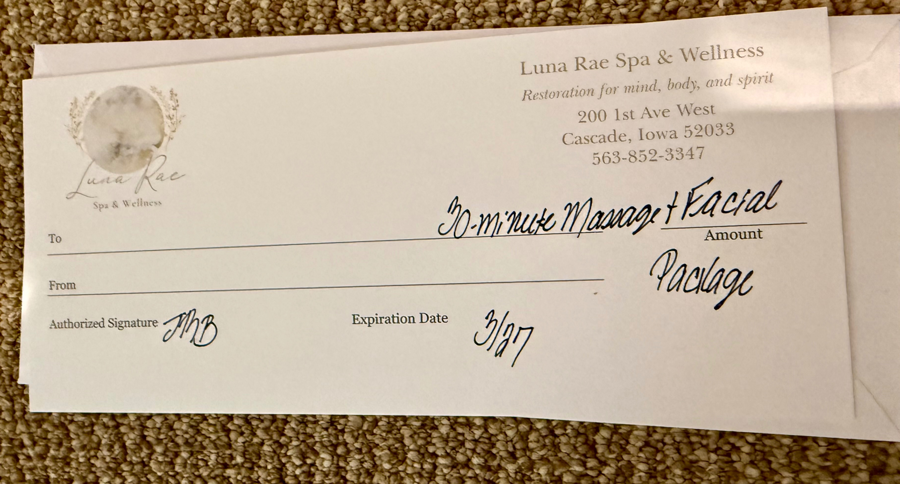 Luna Rae Spa & Wellness
Restoration for mind, body, and spirit
200 1st Ave West
Cascade, Iowa 52033
563-852-3347
Luna Rae
Spa & Wellness
To
30-minute Massage + Facial
Amount
Package
From
Authorized Signature JBB
Expiration Date 3/27